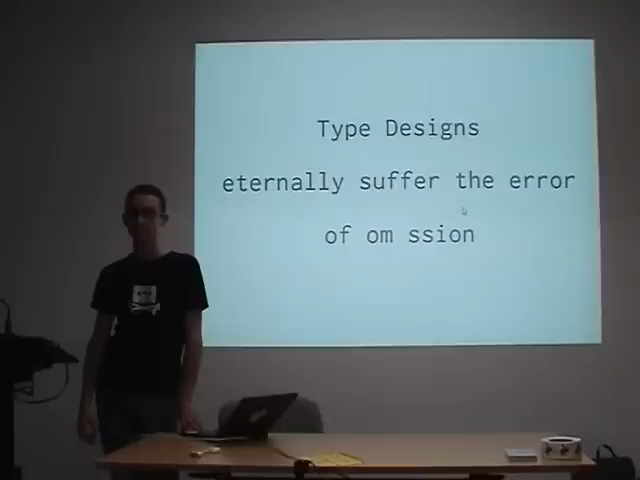 Type Designs
eternally suffer the error
of om ssion